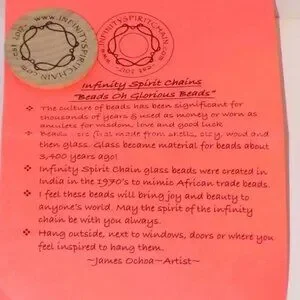 WWW.INFINITYSPIRITCHAIN.COM
Infinity Spirit Chains
"Beads Oh Glorious Beads"
❖ The culture of beads has been significant for
thousands of years & used as money or worn as
amulets for wisdom, love and good luck
❖ Beads first made from shells, clay, wood and
then glass. Glass became material for beads about
3,400 years ago!
❖ Infinity Spirit Chain glass beads were created in
India in the 1970's to mimic African trade beads.
❖ I feel these beads will bring joy and beauty to
anyone's world. May the spirit of the infinity
chain be with you always.
❖ Hang outside, next to windows, doors or where you
feel inspired to hang them.
~James Ochoa~Artist~